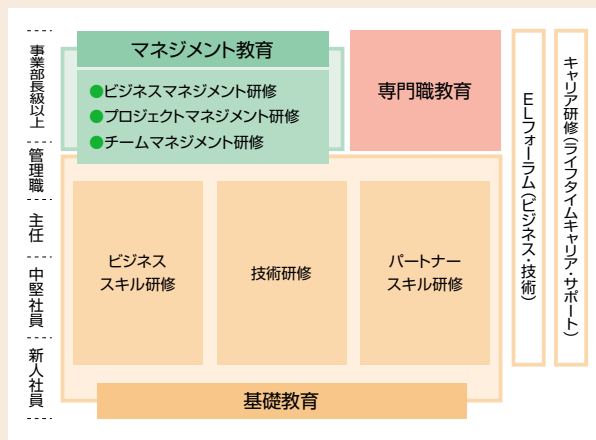 事業部長級以上
管理職
主任
中堅社員
新人社員
マネジメント教育
●ビジネスマネジメント研修
●プロジェクトマネジメント研修
●チームマネジメント研修
専門職教育
ビジネス
スキル研修
技術研修
パートナー
スキル研修
基礎教育
ELフォーラム(ビジネス・技術)
キャリア研修(ライフタイムキャリア・サポート)